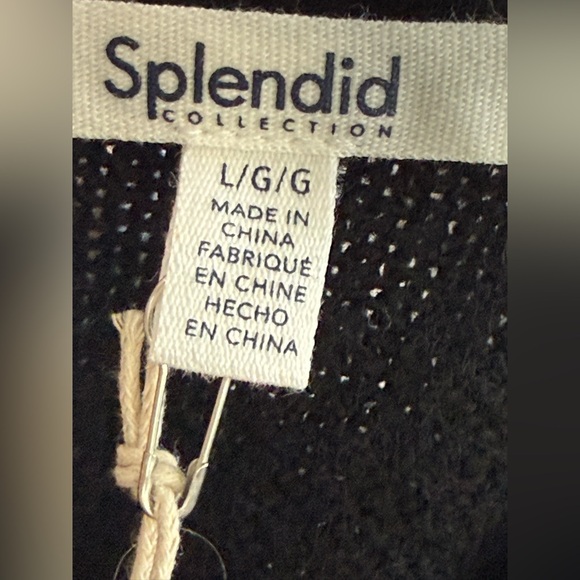 Splendid
COLLECTION
L/G/G
MADE IN
CHINA
FABRIQUÉ
EN CHINE
HECHO
EN CHINA